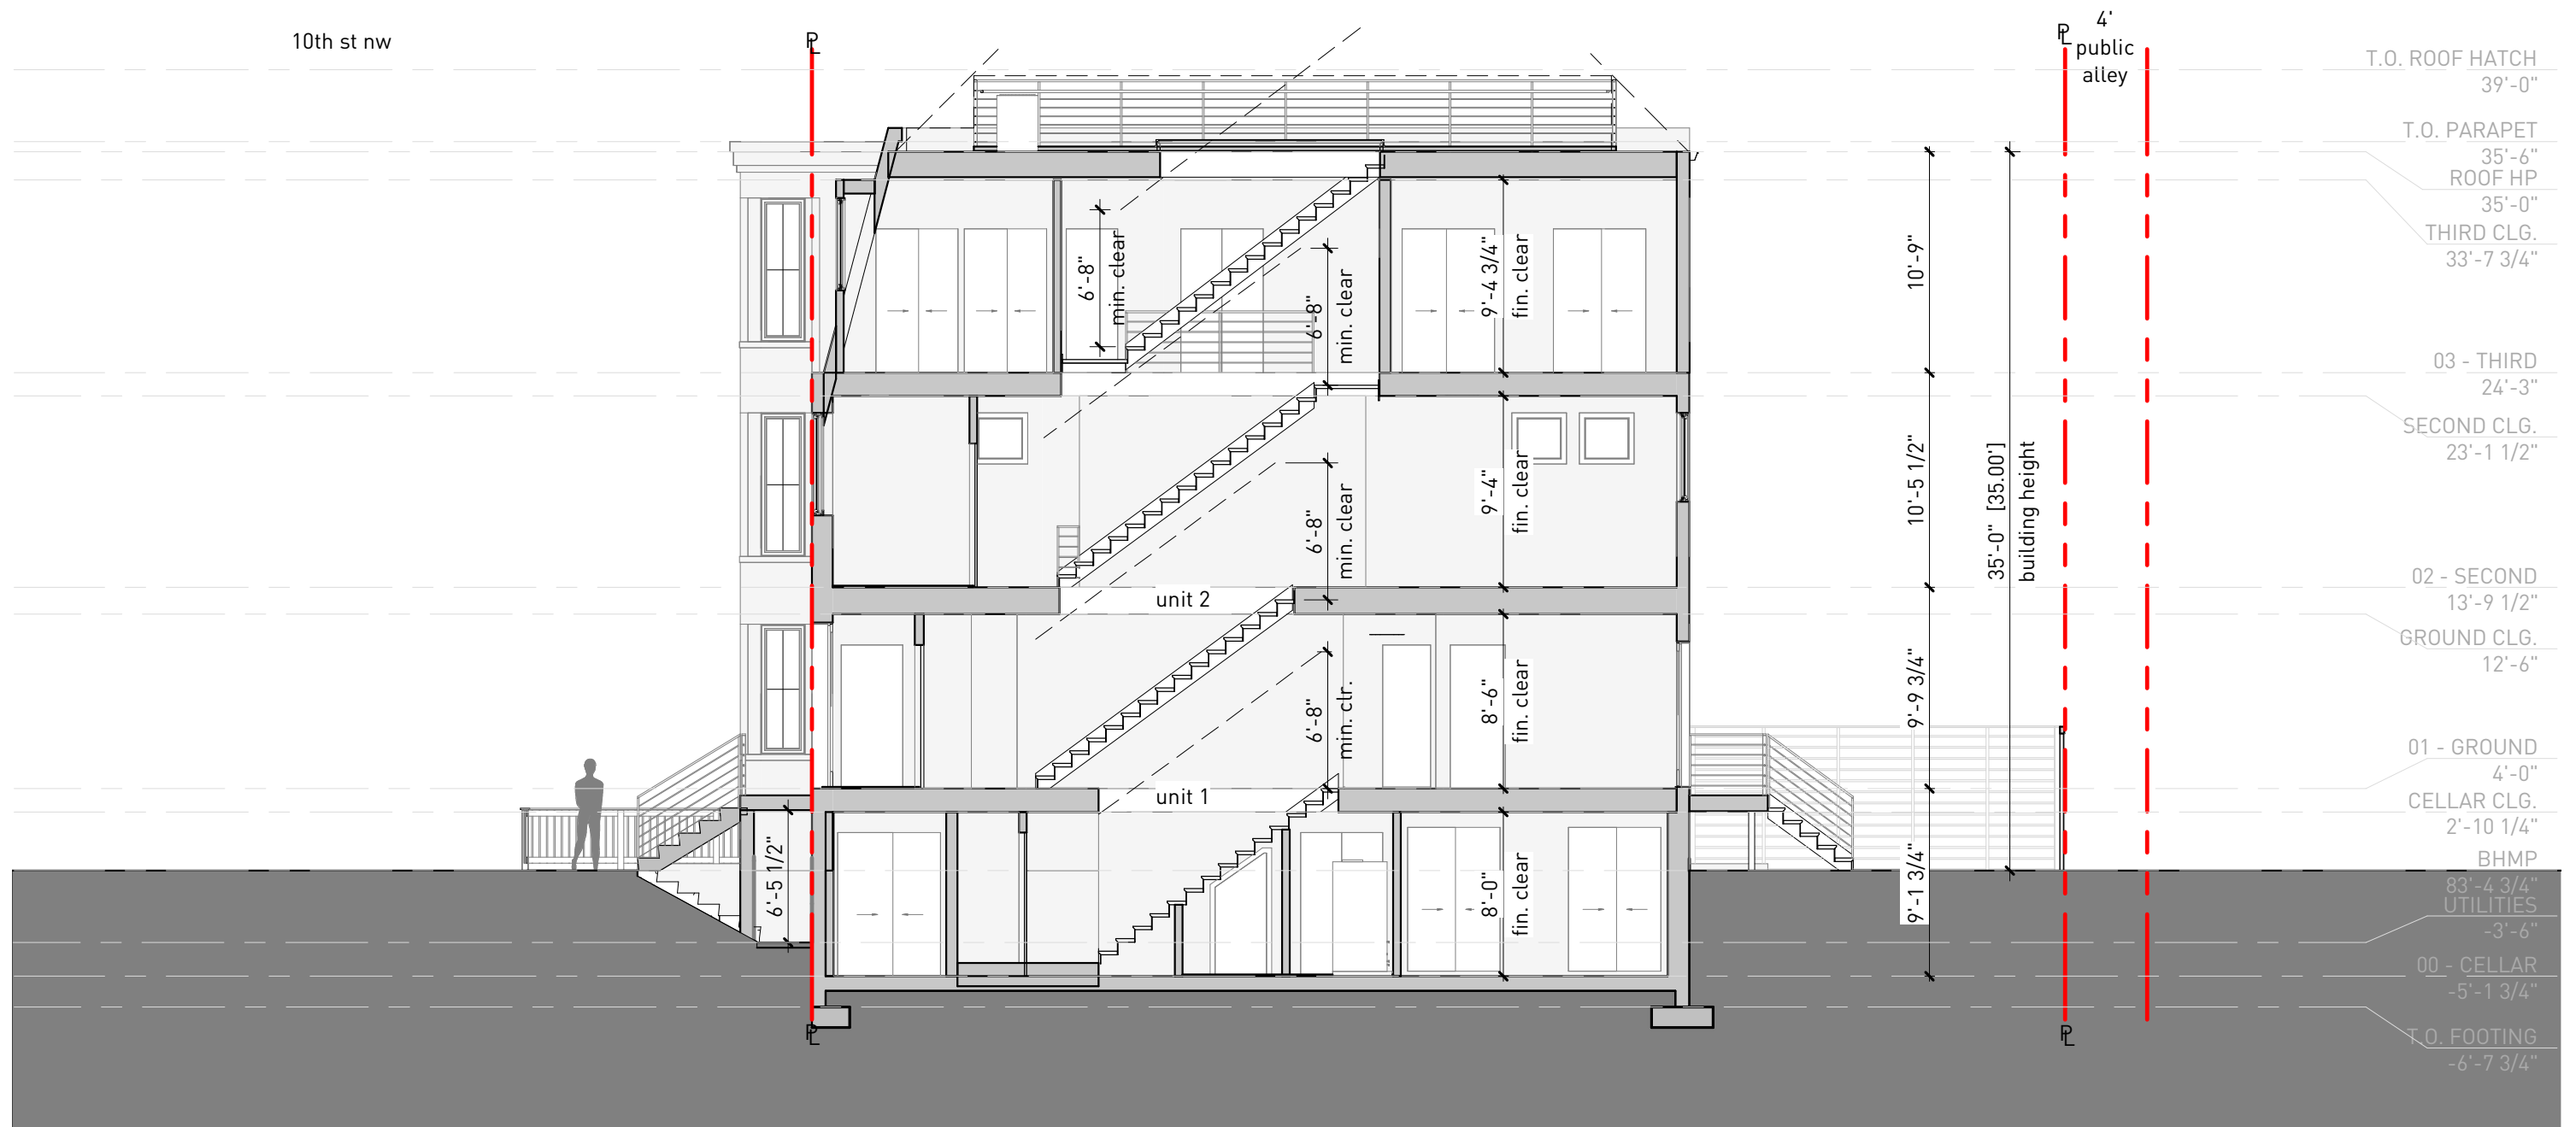 10th st nw
PL
PL
4'
public
alley
T.O. ROOF HATCH
39'-0"
T.O. PARAPET
35'-6"
ROOF HP
35'-0"
THIRD CLG.
33'-7 3/4"
03 - THIRD
24'-3"
SECOND CLG.
23'-1 1/2"
02 - SECOND
13'-9 1/2"
GROUND CLG.
12'-6"
01 - GROUND
4'-0"
CELLAR CLG.
2'-10 1/4"
BHMP
83'-4 3/4"
UTILITIES
-3'-6"
00 - CELLAR
-5'-1 3/4"
T.O. FOOTING
-6'-7 3/4"
6'-8"
min. clear
6'-8"
min. clear
9'-4 3/4"
fin. clear
10'-9"
6'-8"
min. clear
9'-4"
fin. clear
10'-5 1/2"
35'-0" [35.00']
building height
unit 2
6'-8"
min. clr.
8'-6"
fin. clear
9'-9 3/4"
unit 1
6'-5 1/2"
8'-0"
fin. clear
9'-1 3/4"
PL
PL